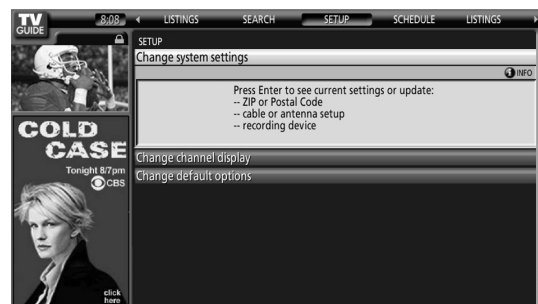 TV
GUIDE
8:08
LISTINGS SEARCH SETUP SCHEDULE LISTINGS
SETUP
Change system settings
i INFO
Press Enter to see current settings or update:
-- ZIP or Postal Code
-- cable or antenna setup
-- recording device
Change channel display
Change default options
COLD
CASE
Tonight 8/7pm
CBS
click
here